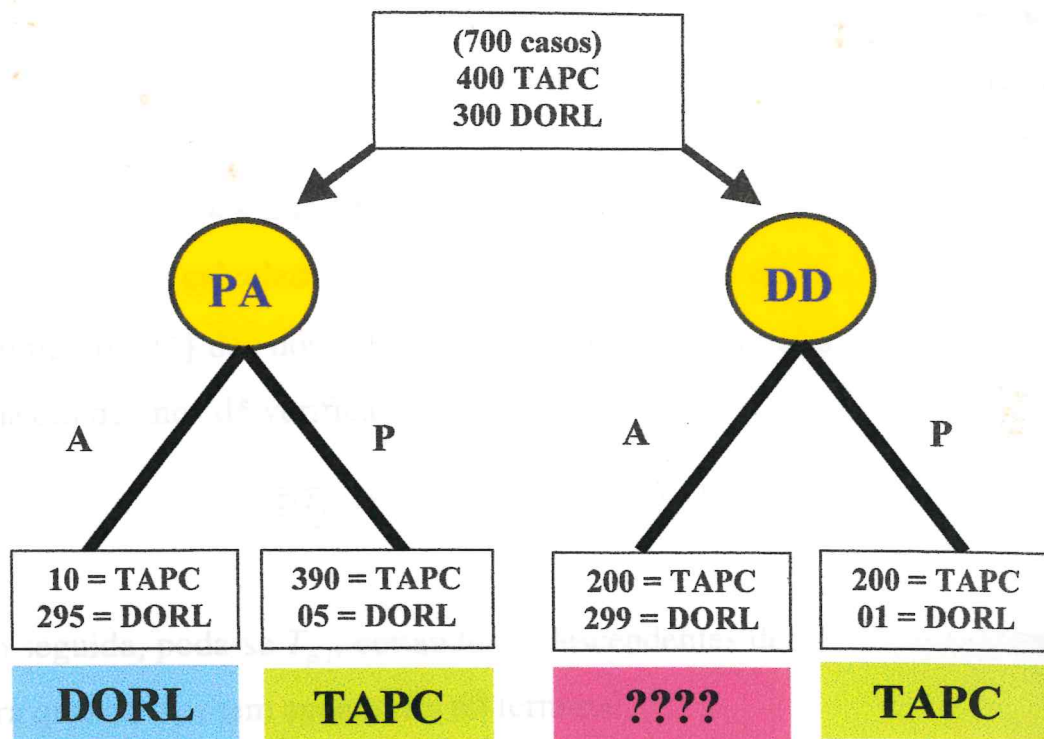 (700 casos)
400 TAPC
300 DORL
PA
DD
A
P
A
P
10 = TAPC
295 = DORL
390 = TAPC
05 = DORL
200 = TAPC
299 = DORL
200 = TAPC
01 = DORL
DORL
TAPC
????
TAPC